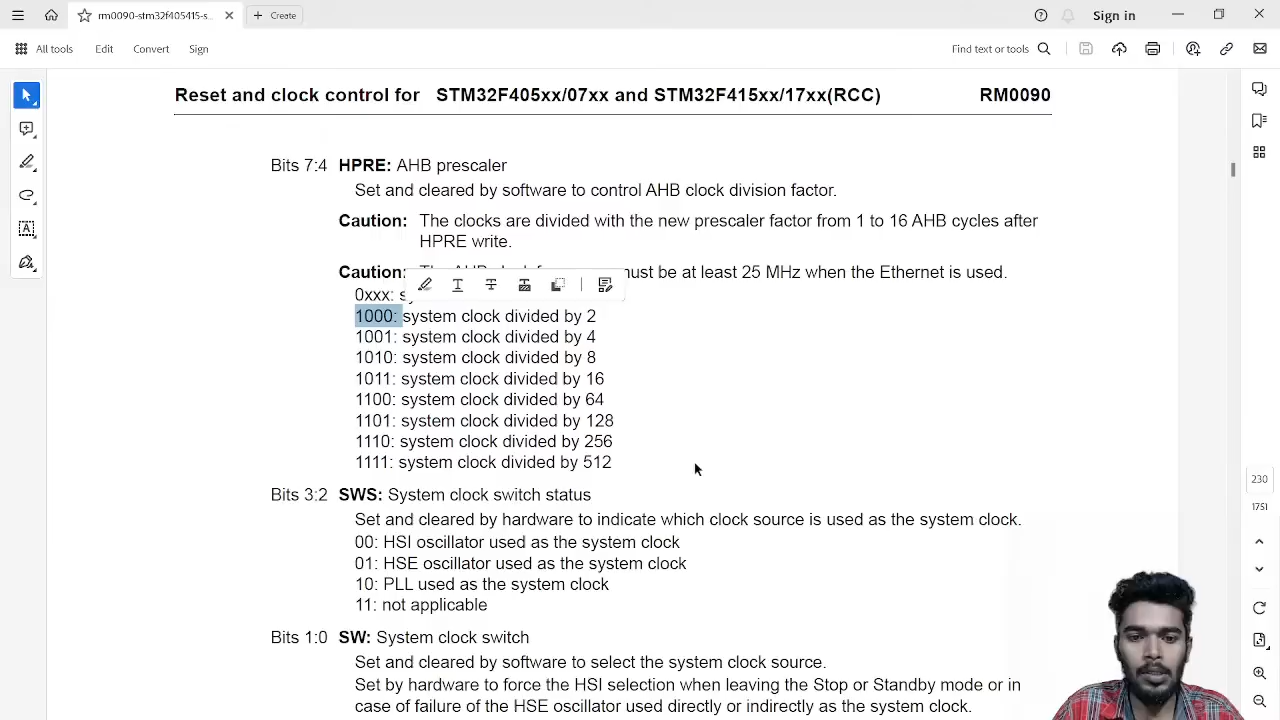 rm0090-stm32f405415-s...
Create
Sign in
All tools
Edit
Convert
Sign
Find text or tools
Reset and clock control for STM32F405xx/07xx and STM32F415xx/17xx(RCC)
RM0090
Bits 7:4 HPRE: AHB prescaler
Set and cleared by software to control AHB clock division factor.
Caution: The clocks are divided with the new prescaler factor from 1 to 16 AHB cycles after
HPRE write.
Caution: must be at least 25 MHz when the Ethernet is used.
0xxx:
1000: system clock divided by 2
1001: system clock divided by 4
1010: system clock divided by 8
1011: system clock divided by 16
1100: system clock divided by 64
1101: system clock divided by 128
1110: system clock divided by 256
1111: system clock divided by 512
Bits 3:2 SWS: System clock switch status
Set and cleared by hardware to indicate which clock source is used as the system clock.
00: HSI oscillator used as the system clock
01: HSE oscillator used as the system clock
10: PLL used as the system clock
11: not applicable
Bits 1:0 SW: System clock switch
Set and cleared by software to select the system clock source.
Set by hardware to force the HSI selection when leaving the Stop or Standby mode or in
case of failure of the HSE oscillator used directly or indirectly as the system clock.
230
1751